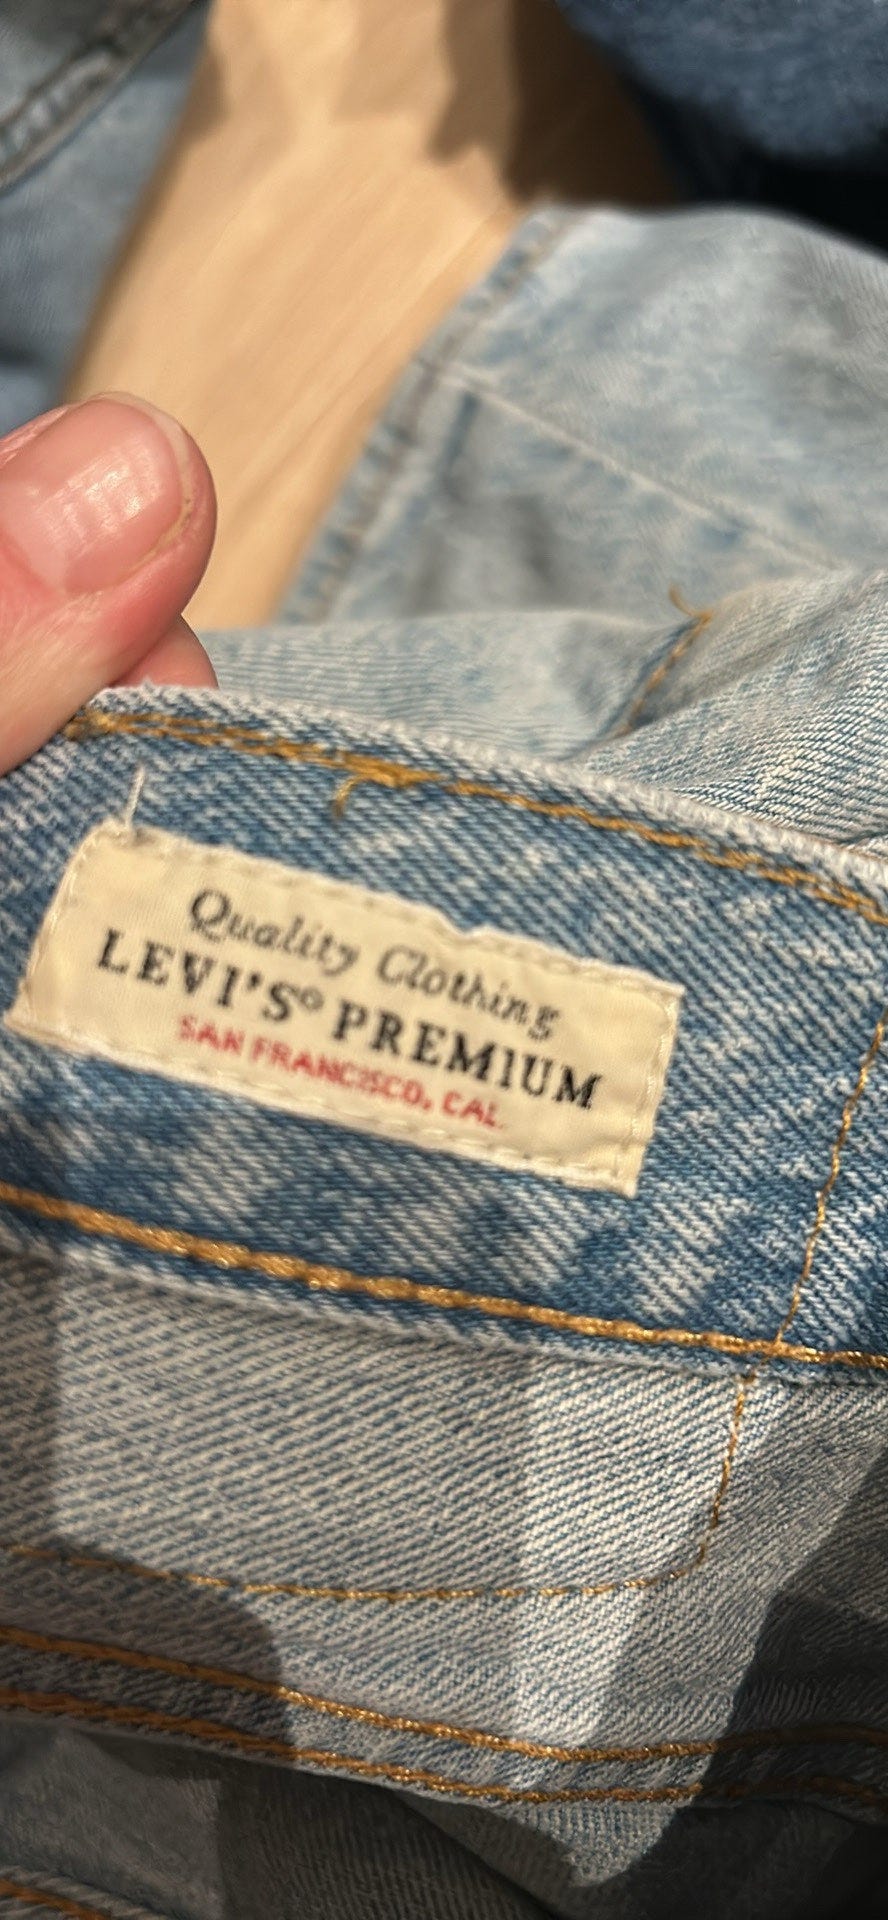 Quality Clothing
LEVI'S® PREMIUM
SAN FRANCISCO, CAL.